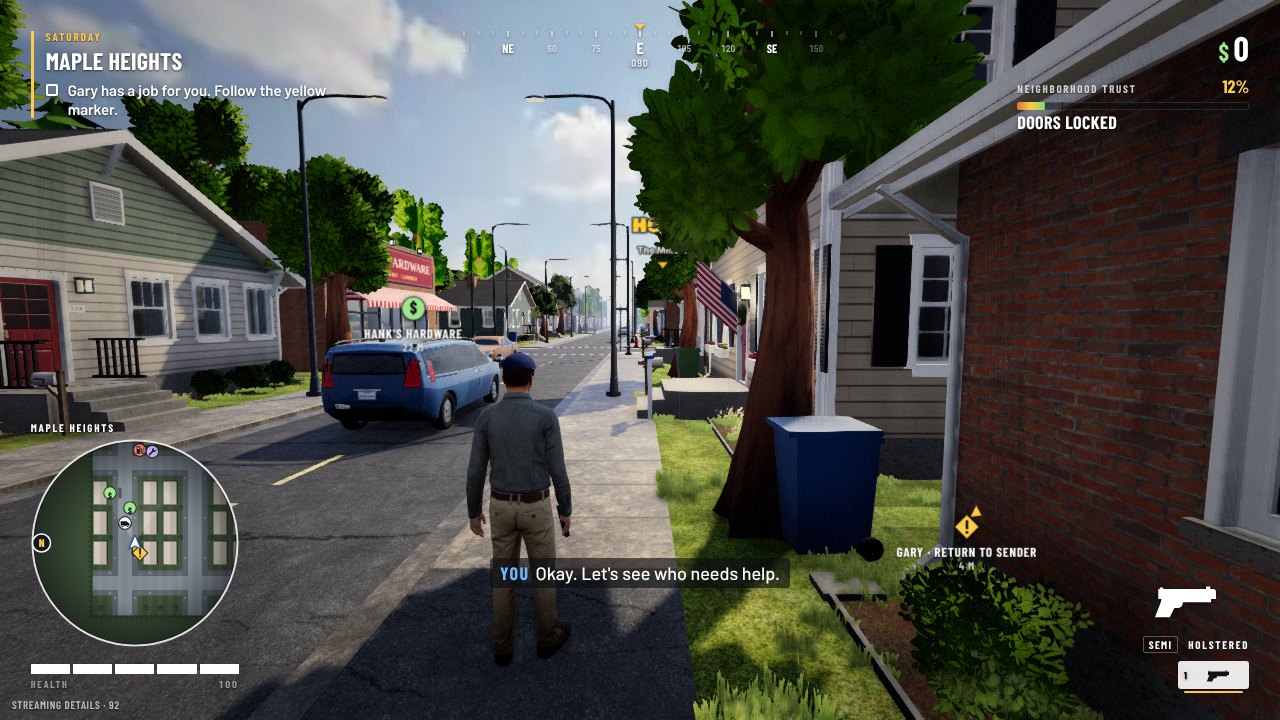 SATURDAY
MAPLE HEIGHTS
Gary has a job for you. Follow the yellow
marker.
30 NE 60 75 E 105 120 SE 150
090
$0
NEIGHBORHOOD TRUST 12%
DOORS LOCKED
HARDWARE
$
HANK'S HARDWARE
MAPLE HEIGHTS
$
$
N
!
!
GARY · RETURN TO SENDER
4 M
YOU Okay. Let's see who needs help.
SEMI HOLSTERED
1
HEALTH 100
STREAMING DETAILS · 92